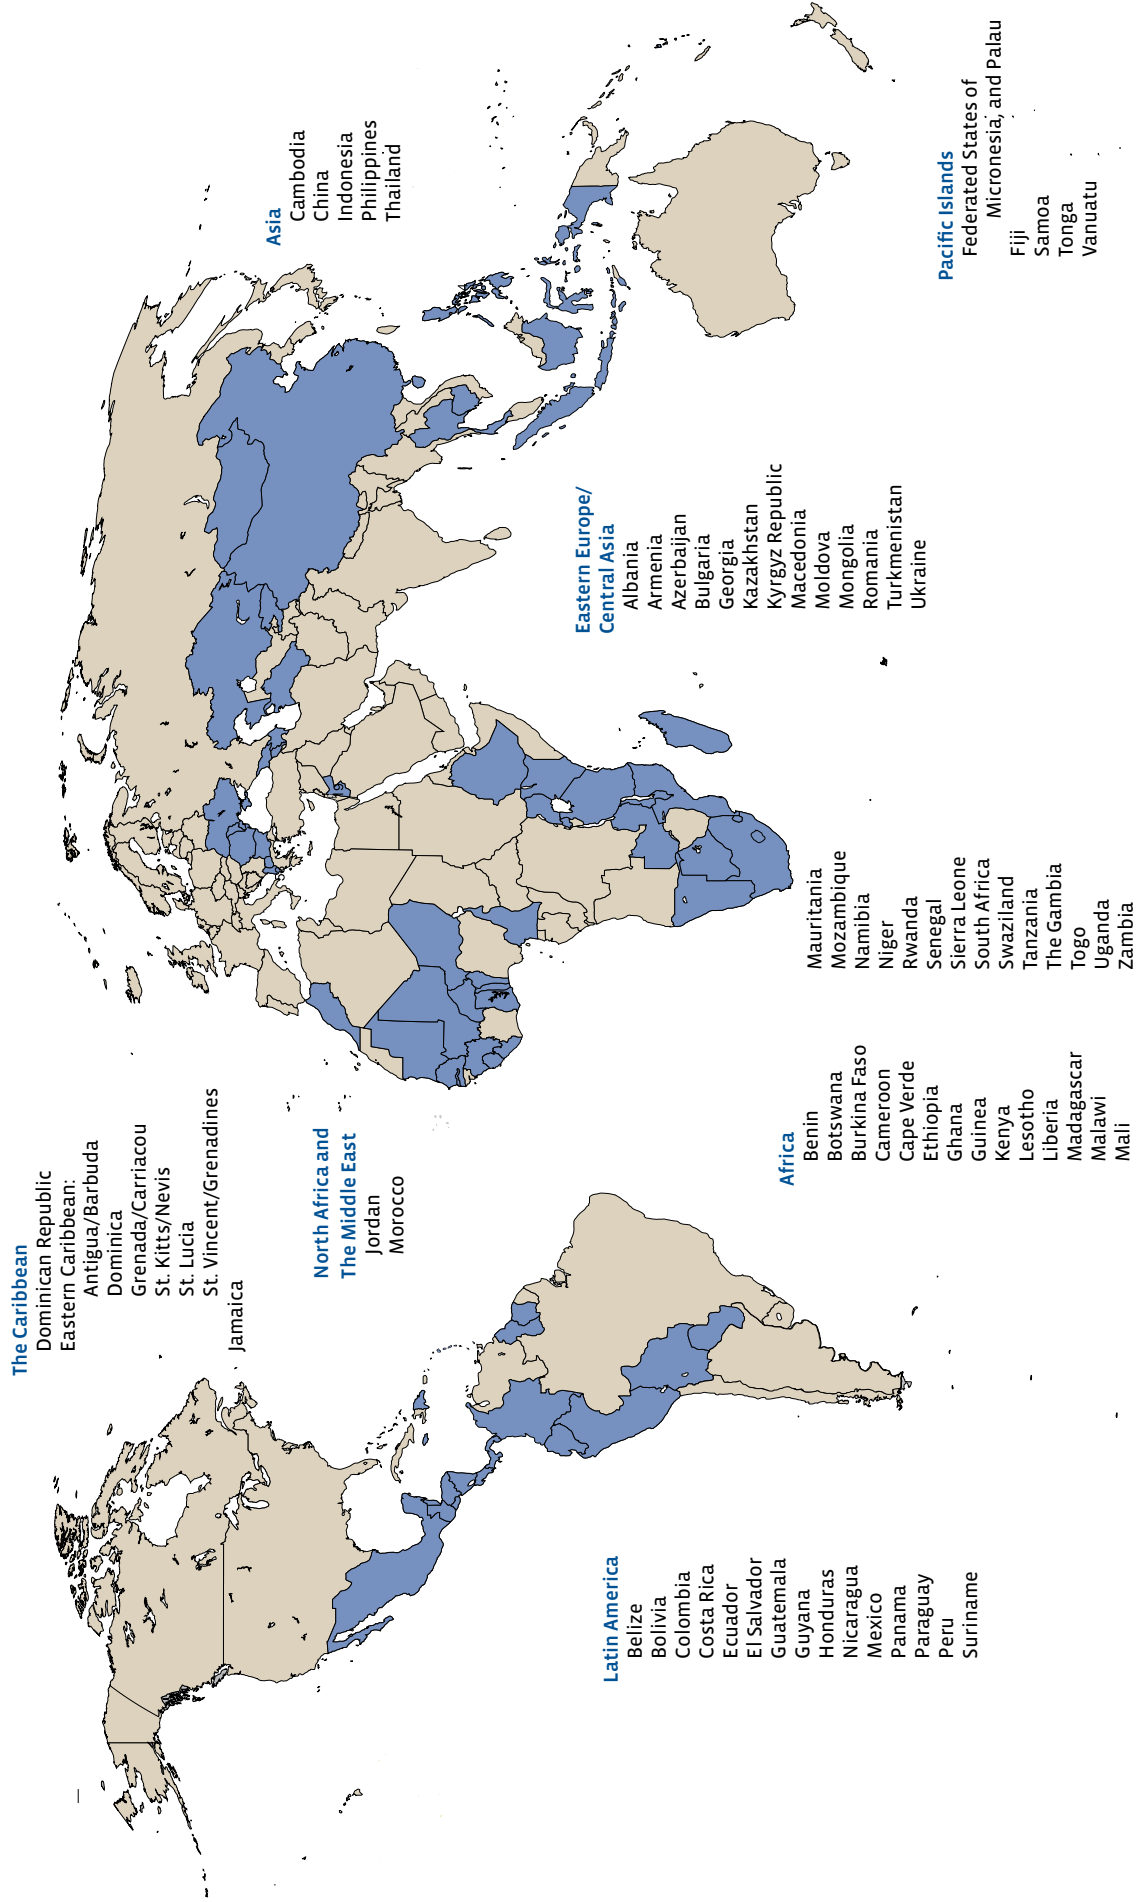 The Caribbean
Dominican Republic
Eastern Caribbean:
Antigua/Barbuda
Dominica
Grenada/Carriacou
St. Kitts/Nevis
St. Lucia
St. Vincent/Grenadines
Jamaica
North Africa and
The Middle East
Jordan
Morocco
Latin America
Belize
Bolivia
Colombia
Costa Rica
Ecuador
El Salvador
Guatemala
Guyana
Honduras
Nicaragua
Mexico
Panama
Paraguay
Peru
Suriname
Africa
Benin
Botswana
Burkina Faso
Cameroon
Cape Verde
Ethiopia
Ghana
Guinea
Kenya
Lesotho
Liberia
Madagascar
Malawi
Mali
Mauritania
Mozambique
Namibia
Niger
Rwanda
Senegal
Sierra Leone
South Africa
Swaziland
Tanzania
The Gambia
Togo
Uganda
Zambia
Eastern Europe/
Central Asia
Albania
Armenia
Azerbaijan
Bulgaria
Georgia
Kazakhstan
Kyrgyz Republic
Macedonia
Moldova
Mongolia
Romania
Turkmenistan
Ukraine
Asia
Cambodia
China
Indonesia
Philippines
Thailand
Pacific Islands
Federated States of
Micronesia, and Palau
Fiji
Samoa
Tonga
Vanuatu